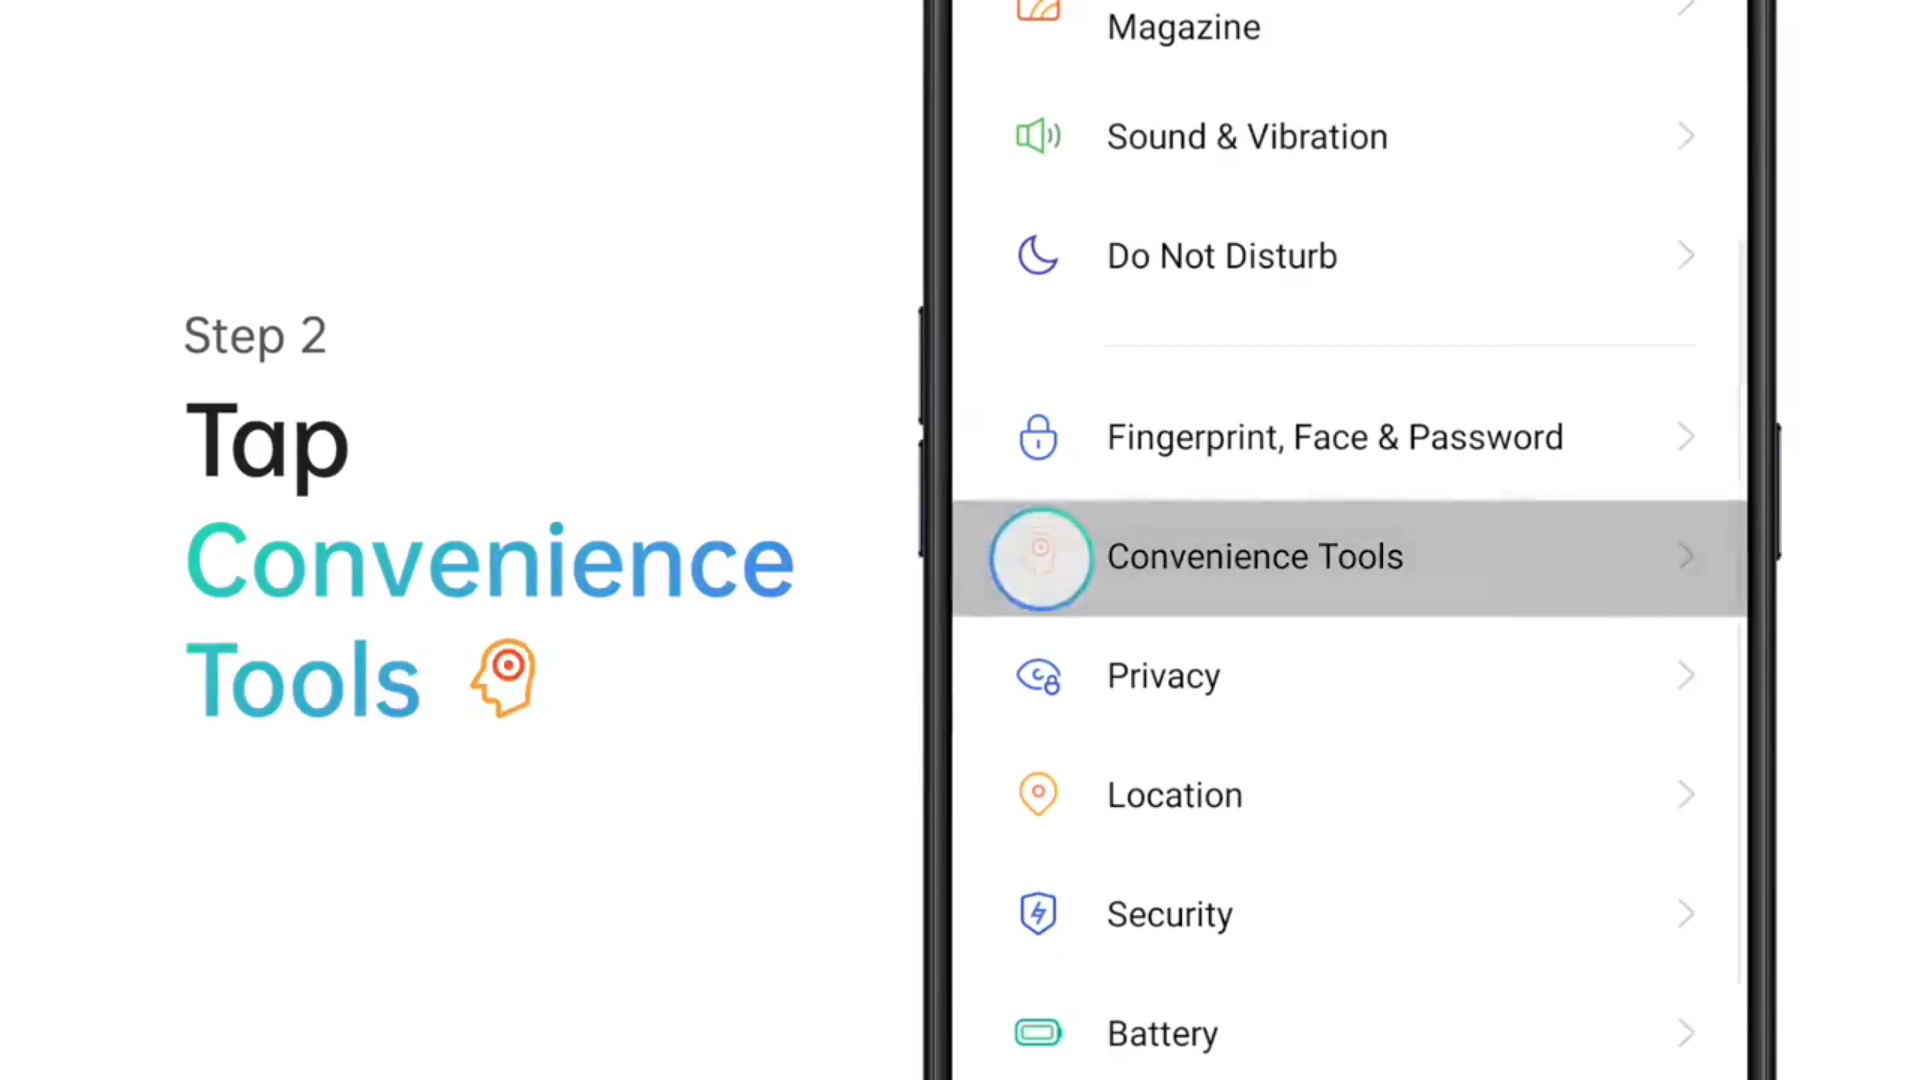 Step 2
Tap
Convenience
Tools
Magazine
Sound & Vibration
Do Not Disturb
Fingerprint, Face & Password
Convenience Tools
Privacy
Location
Security
Battery